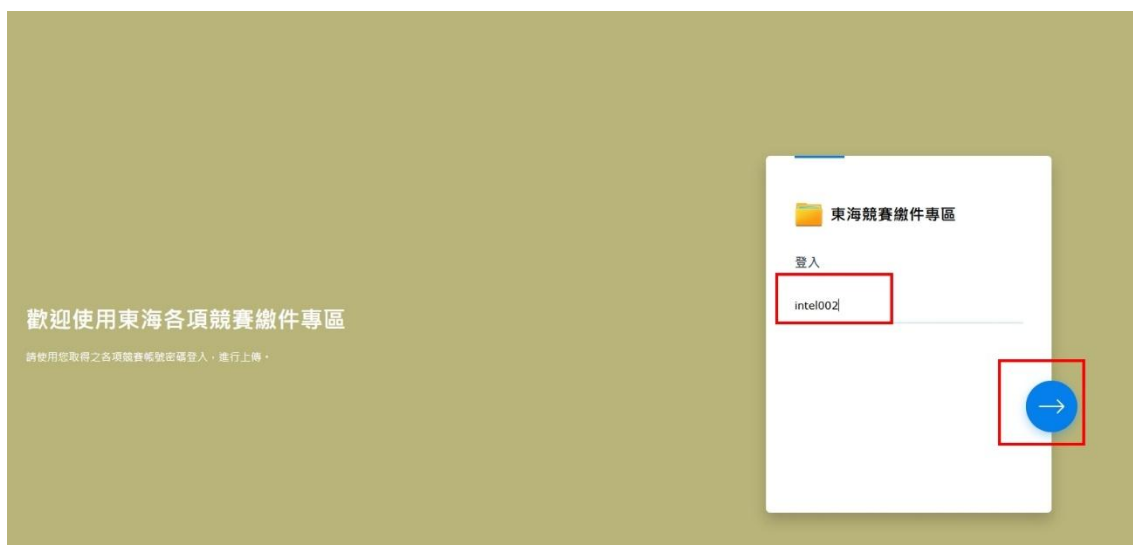 歡迎使用東海各項競賽繳件專區
請使用您取得之各項競賽帳號密碼登入，進行上傳。
東海競賽繳件專區
登入
intel002